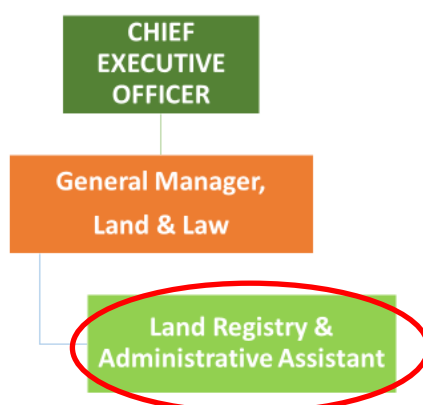 CHIEF
EXECUTIVE
OFFICER
General Manager,
Land & Law
Land Registry &
Administrative Assistant